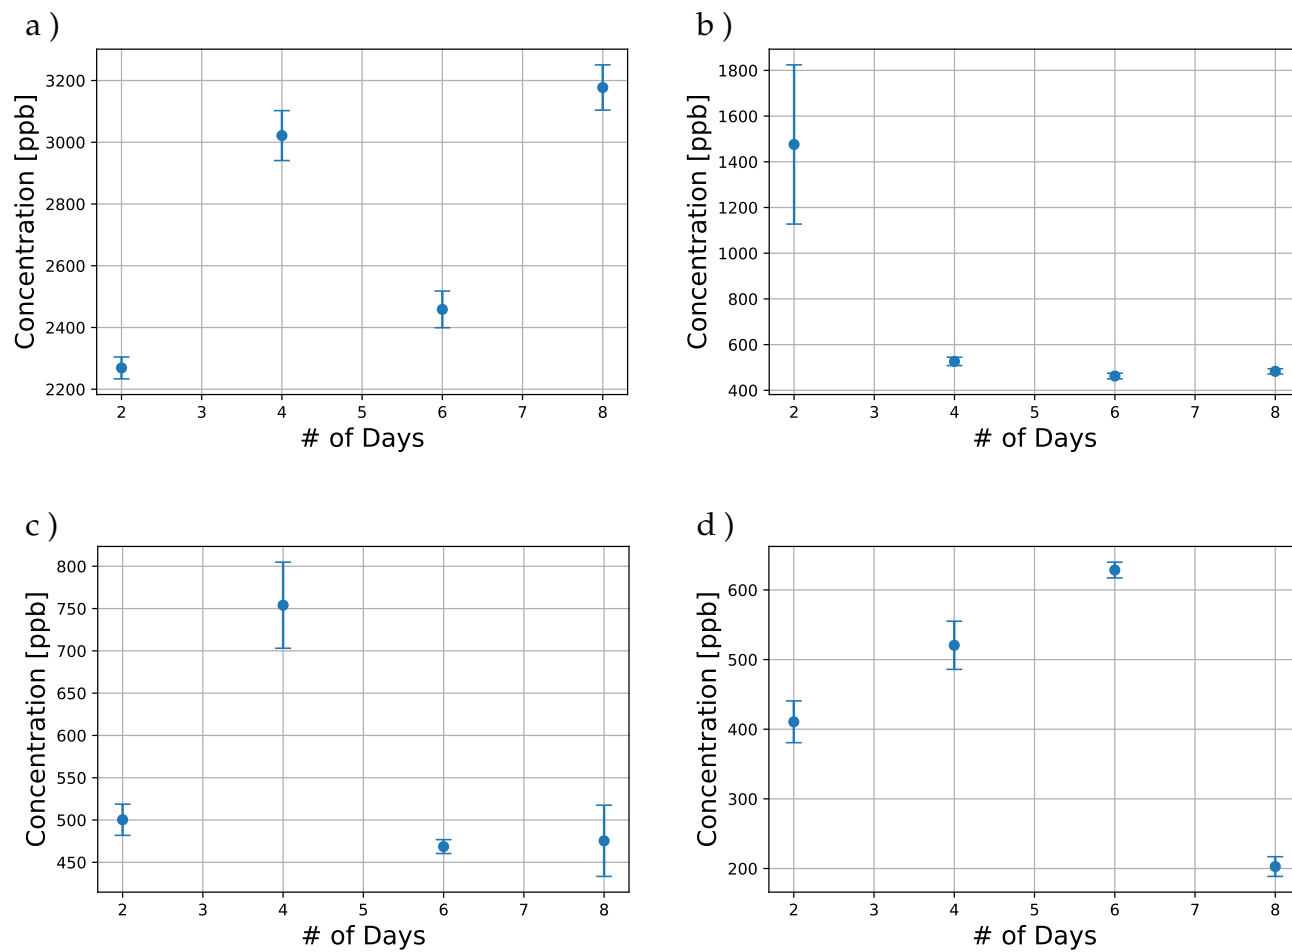 a )
3200
3000
2800
2600
2400
2200
Concentration [ppb]
2 3 4 5 6 7 8
# of Days
b )
1800
1600
1400
1200
1000
800
600
400
Concentration [ppb]
2 3 4 5 6 7 8
# of Days
c )
800
750
700
650
600
550
500
450
Concentration [ppb]
2 3 4 5 6 7 8
# of Days
d )
600
500
400
300
200
Concentration [ppb]
2 3 4 5 6 7 8
# of Days